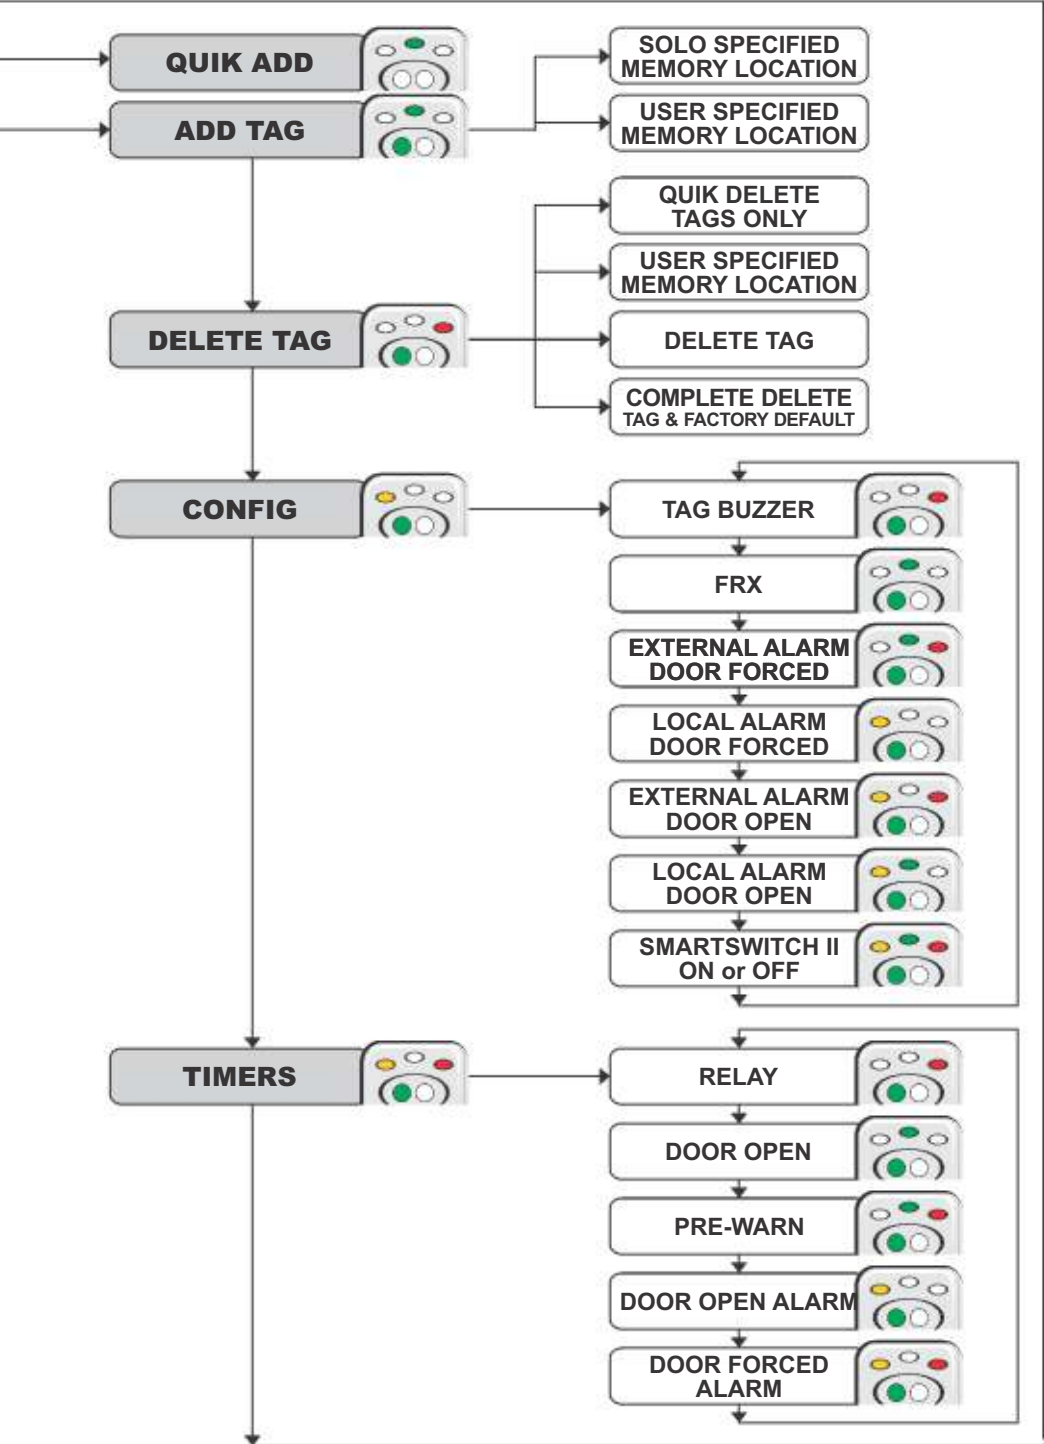 QUIK ADD
SOLO SPECIFIED
MEMORY LOCATION
ADD TAG
USER SPECIFIED
MEMORY LOCATION
QUIK DELETE
TAGS ONLY
USER SPECIFIED
MEMORY LOCATION
DELETE TAG
DELETE TAG
COMPLETE DELETE
TAG & FACTORY DEFAULT
CONFIG
TAG BUZZER
FRX
EXTERNAL ALARM
DOOR FORCED
LOCAL ALARM
DOOR FORCED
EXTERNAL ALARM
DOOR OPEN
LOCAL ALARM
DOOR OPEN
SMARTSWITCH II
ON or OFF
TIMERS
RELAY
DOOR OPEN
PRE-WARN
DOOR OPEN ALARM
DOOR FORCED
ALARM